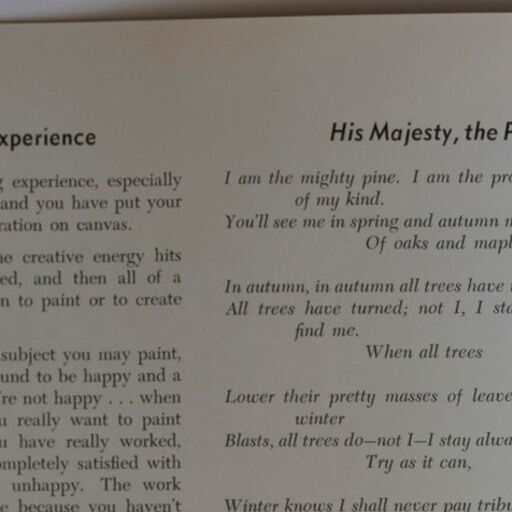 xperience
experience, especially
and you have put your
ration on canvas.
creative energy hits
ed, and then all of a
n to paint or to create
subject you may paint,
und to be happy and a
're not happy . . . when
u really want to paint
u have really worked,
ompletely satisfied with
unhappy. The work
e because you haven't
His Majesty, the P
I am the mighty pine. I am the pro
of my kind.
You'll see me in spring and autumn n
Of oaks and mapl
In autumn, in autumn all trees have
All trees have turned; not I, I sta
find me.
When all trees
Lower their pretty masses of leave
winter
Blasts, all trees do—not I—I stay alwa
Try as it can,
Winter knows I shall never pay tribu